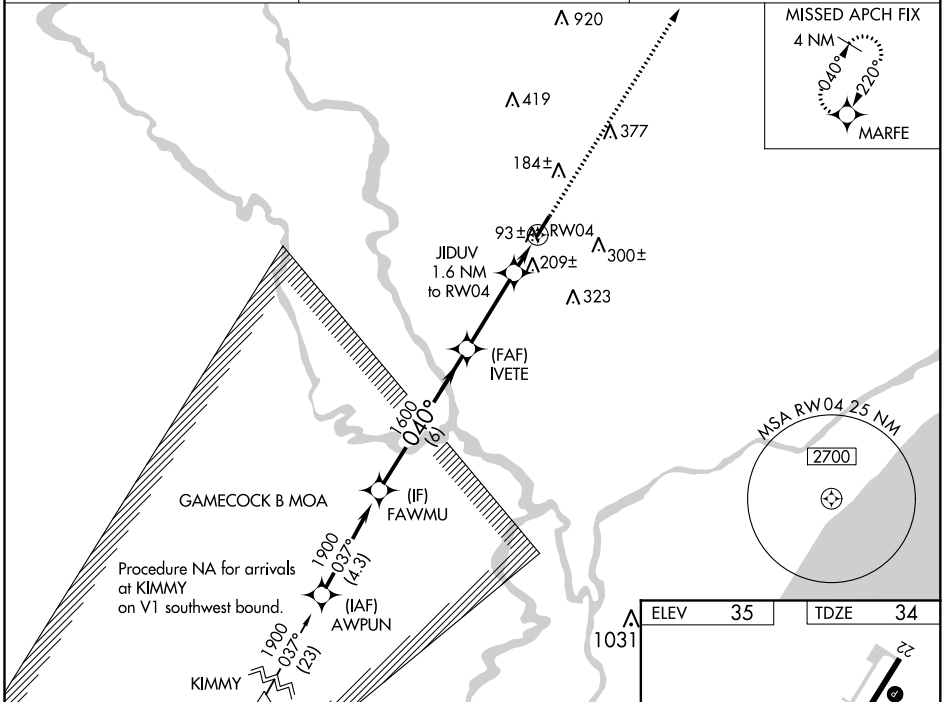 MISSED APCH FIX
4 NM
040°
220°
MARFE
920
419
377
184±
93±
RW04
300±
209±
323
JIDUV
1.6 NM
to RW04
(FAF)
IVETE
1600
040°
(6)
MSA RW04 25 NM
2700
GAMECOCK B MOA
(IF)
FAWMU
1900
037°
(4.3)
Procedure NA for arrivals
at KIMMY
on V1 southwest bound.
(IAF)
AWPUN
1900
037°
(23)
KIMMY
1031
ELEV 35
TDZE 34
22